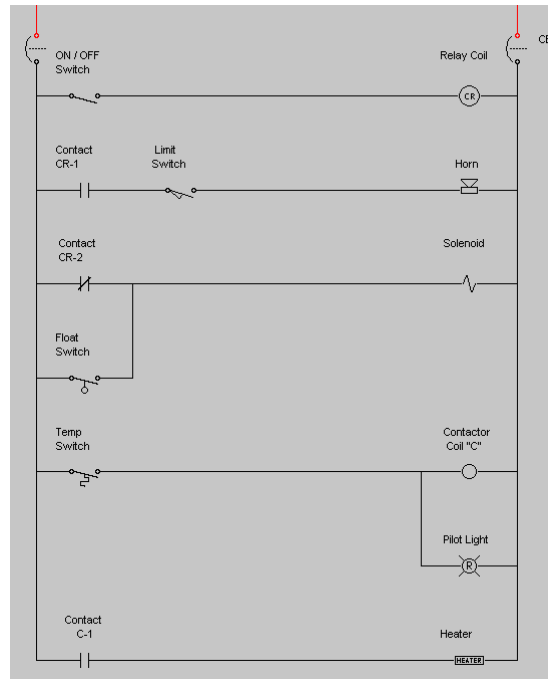 CB
ON / OFF
Switch
Relay Coil
CR
Contact
CR-1
Limit
Switch
Horn
Contact
CR-2
Solenoid
Float
Switch
Temp
Switch
Contactor
Coil "C"
Pilot Light
R
Contact
C-1
Heater
HEATER